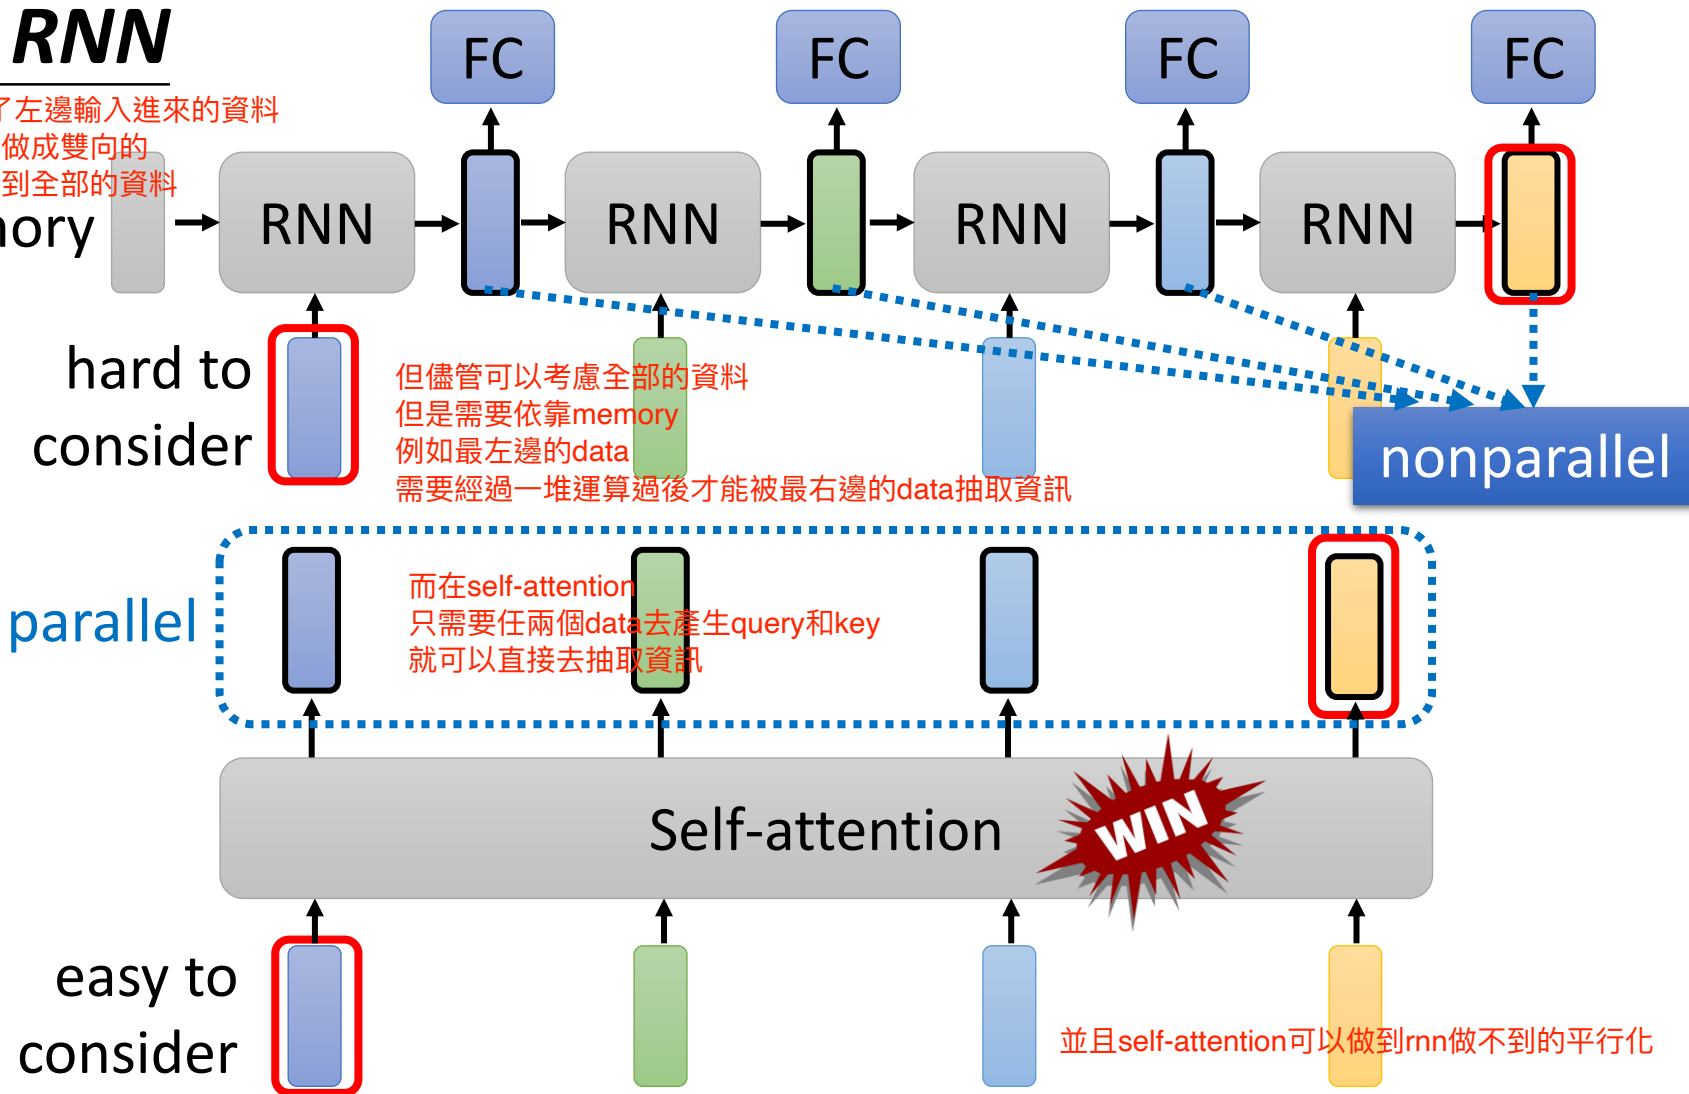 RNN
FC
FC
FC
FC
了左邊輸入進來的資料
做成雙向的
到全部的資料
ory
RNN
RNN
RNN
RNN
hard to
consider
但儘管可以考慮全部的資料
但是需要依靠memory
例如最左邊的data
需要經過一堆運算過後才能被最右邊的data抽取資訊
nonparallel
parallel
而在self-attention
只需要任兩個data去產生query和key
就可以直接去抽取資訊
Self-attention
WIN
easy to
consider
並且self-attention可以做到rnn做不到的平行化